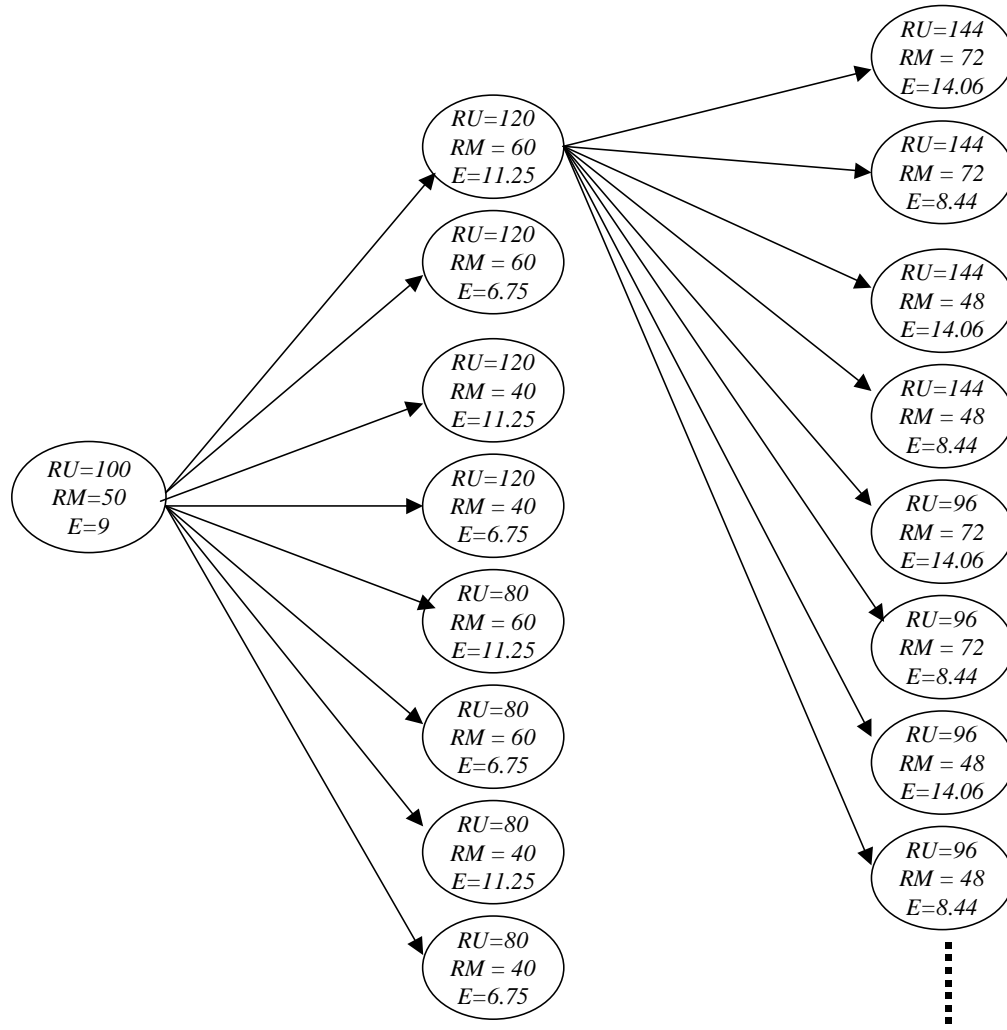 RU=100
RM=50
E=9
RU=120
RM = 60
E=11.25
RU=120
RM = 60
E=6.75
RU=120
RM = 40
E=11.25
RU=120
RM = 40
E=6.75
RU=80
RM = 60
E=11.25
RU=80
RM = 60
E=6.75
RU=80
RM = 40
E=11.25
RU=80
RM = 40
E=6.75
RU=144
RM = 72
E=14.06
RU=144
RM = 72
E=8.44
RU=144
RM = 48
E=14.06
RU=144
RM = 48
E=8.44
RU=96
RM = 72
E=14.06
RU=96
RM = 72
E=8.44
RU=96
RM = 48
E=14.06
RU=96
RM = 48
E=8.44